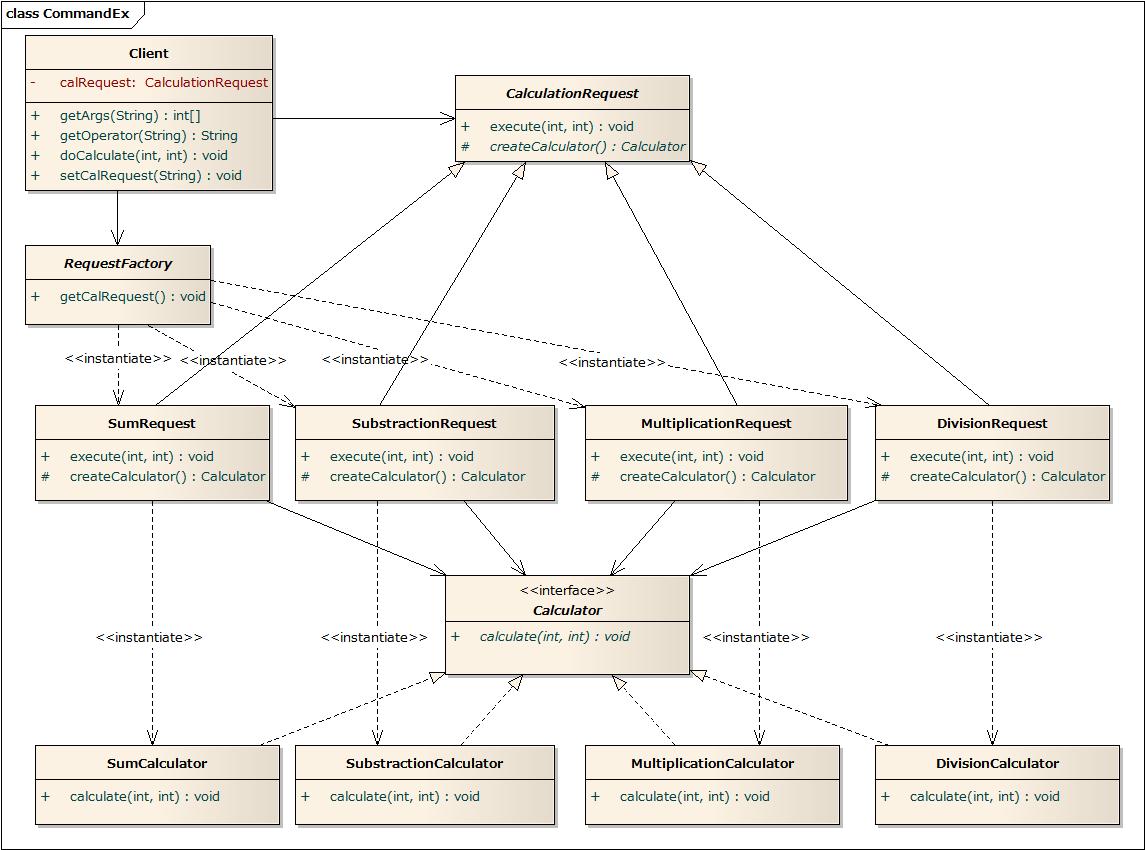 class CommandEx
Client
- calRequest: CalculationRequest
+ getArgs(String) : int[]
+ getOperator(String) : String
+ doCalculate(int, int) : void
+ setCalRequest(String) : void
CalculationRequest
+ execute(int, int) : void
# createCalculator() : Calculator
RequestFactory
+ getCalRequest() : void
<<instantiate>>
<<instantiate>>
<<instantiate>>
<<instantiate>>
SumRequest
+ execute(int, int) : void
# createCalculator() : Calculator
SubstractionRequest
+ execute(int, int) : void
# createCalculator() : Calculator
MultiplicationRequest
+ execute(int, int) : void
# createCalculator() : Calculator
DivisionRequest
+ execute(int, int) : void
# createCalculator() : Calculator
<<interface>>
Calculator
+ calculate(int, int) : void
<<instantiate>>
<<instantiate>>
<<instantiate>>
<<instantiate>>
SumCalculator
+ calculate(int, int) : void
SubstractionCalculator
+ calculate(int, int) : void
MultiplicationCalculator
+ calculate(int, int) : void
DivisionCalculator
+ calculate(int, int) : void